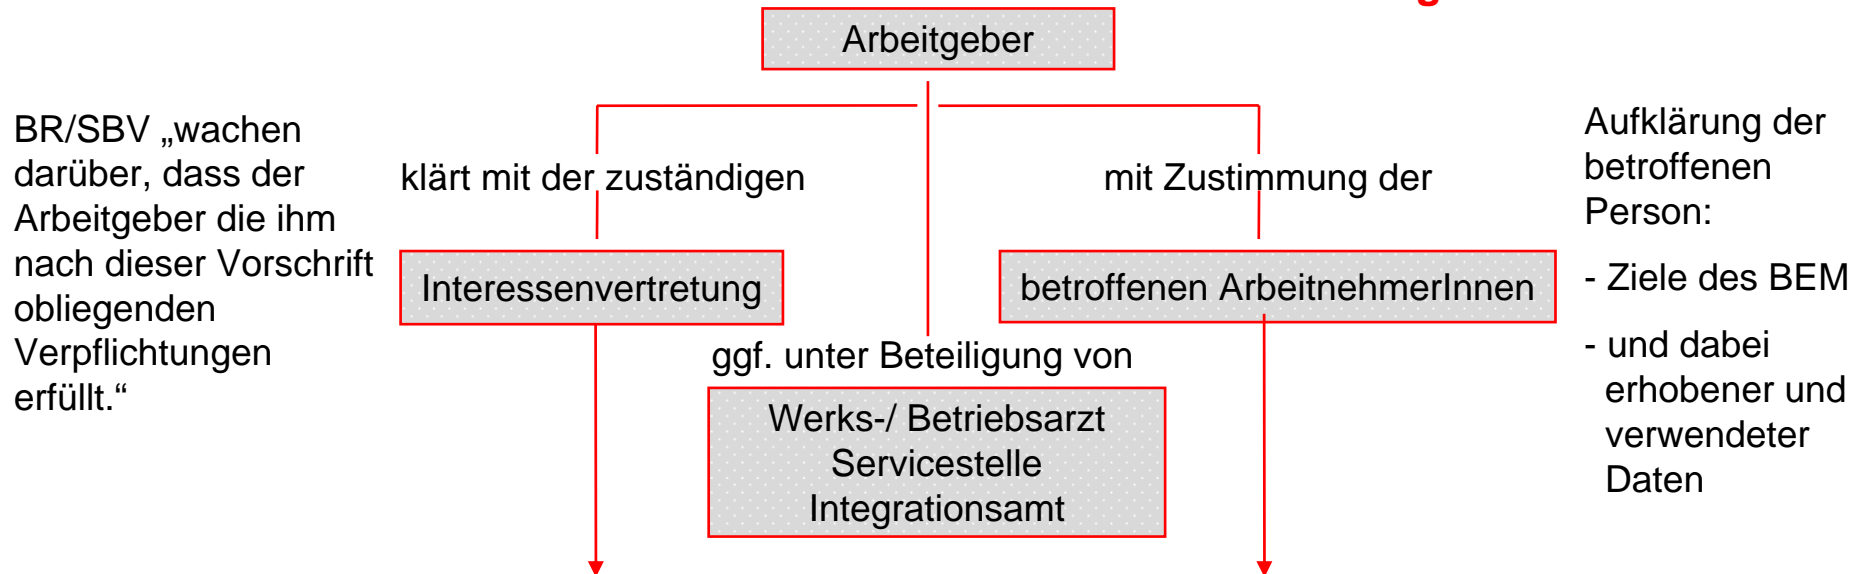 Arbeitgeber
BR/SBV „wachen
darüber, dass der
Arbeitgeber die ihm
nach dieser Vorschrift
obliegenden
Verpflichtungen
erfüllt.“
klärt mit der zuständigen
mit Zustimmung der
Interessenvertretung
betroffenen ArbeitnehmerInnen
ggf. unter Beteiligung von
Werks-/ Betriebsarzt
Servicestelle
Integrationsamt
Aufklärung der
betroffenen
Person:
- Ziele des BEM
- und dabei
erhobener und
verwendeter
Daten